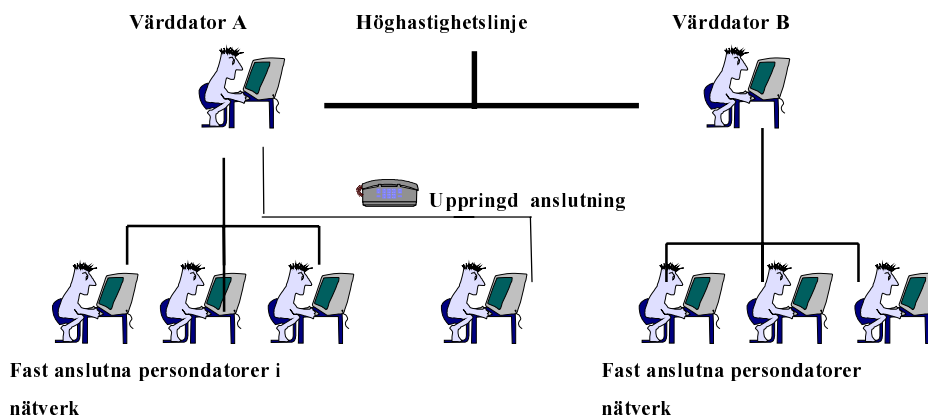 Värddator A
Höghastighetslinje
Värddator B
Uppringd anslutning
Fast anslutna persondatorer i
nätverk
Fast anslutna persondatorer
nätverk